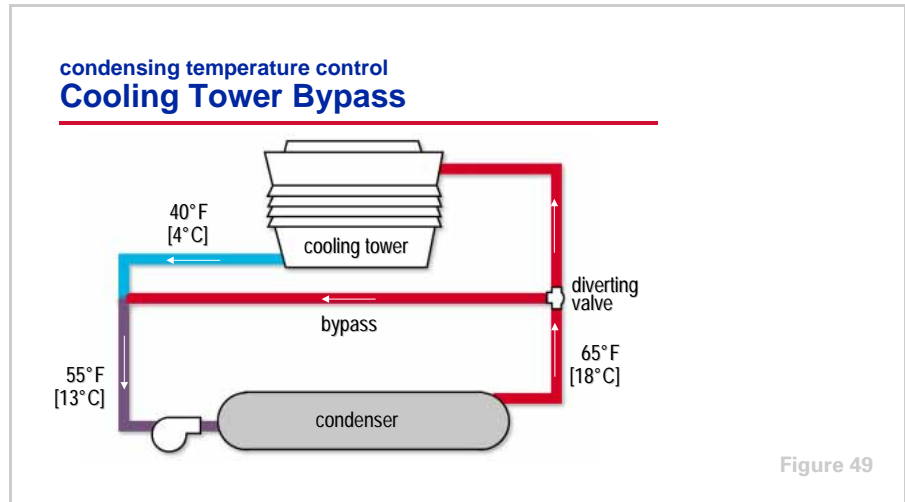 condensing temperature control
Cooling Tower Bypass
40°F
[4°C]
cooling tower
diverting
valve
bypass
65°F
[18°C]
55°F
[13°C]
condenser
Figure 49